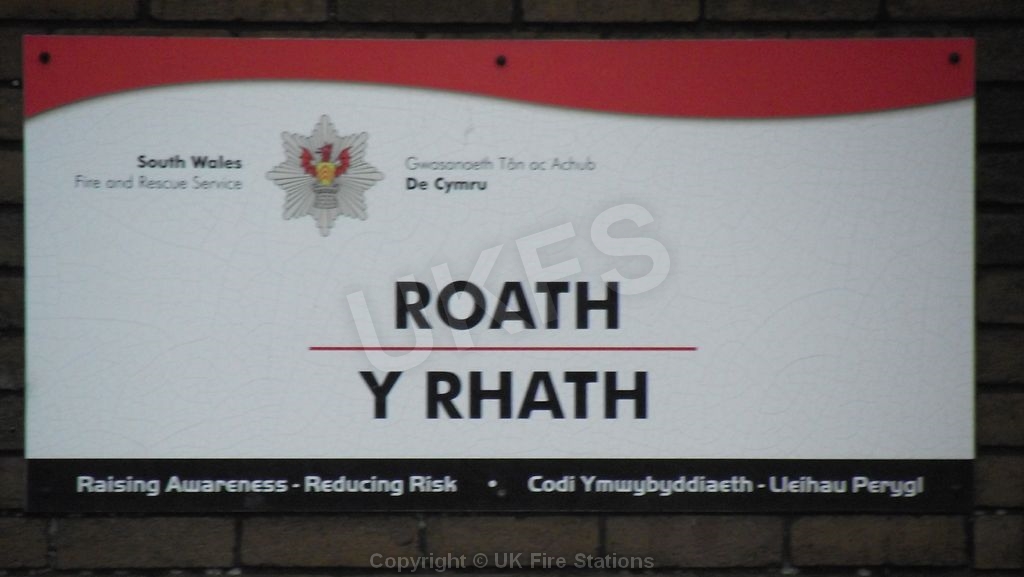 South Wales
Fire and Rescue Service
Gwasanaeth Tân ac Achub
De Cymru
UKFS
ROATH
Y RHATH
Raising Awareness - Reducing Risk • Codi Ymwybyddiaeth - Lleihau Perygl
Copyright © UK Fire Stations